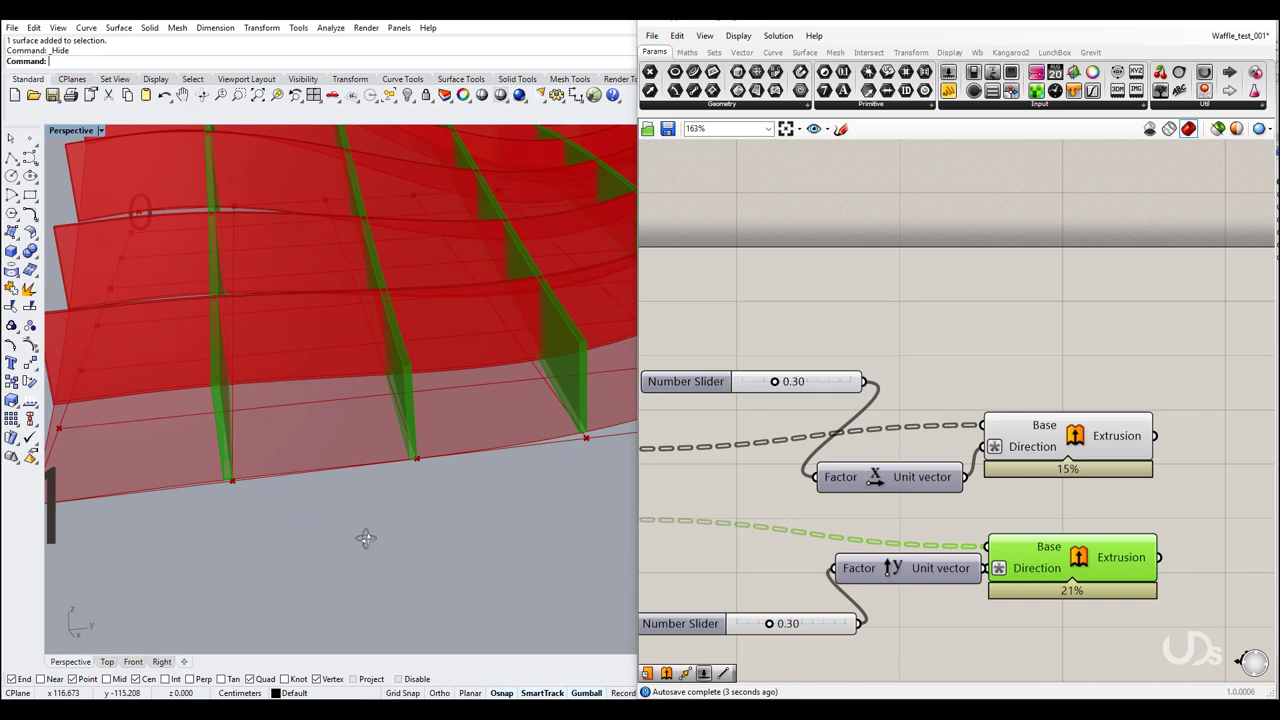 File Edit View Curve Surface Solid Mesh Dimension Transform Tools Analyze Render Panels Help
1 surface added to selection.
Command: _Hide
Command:
Standard CPlanes Set View Display Select Viewport Layout Visibility Transform Curve Tools Surface Tools Solid Tools Mesh Tools Render To
Perspective
0
1
z
y
x
Perspective Top Front Right
End Near Point Mid Cen Int Perp Tan Quad Knot Vertex Project Disable
CPlane x 116.673 y -115.208 z 0.000 Centimeters Default Grid Snap Ortho Planar Osnap SmartTrack Gumball Record
File Edit View Display Solution Help
Waffle_test_001*
Params Maths Sets Vector Curve Surface Mesh Intersect Transform Display Wb Kangaroo2 LunchBox Grevit
Geometry Primitive Input Util
163%
Number Slider 0.30
Base
Direction
Extrusion
15%
Factor x Unit vector
Base
Direction
Extrusion
21%
Factor y Unit vector
Number Slider 0.30
UDs
Autosave complete (3 seconds ago)
1.0.0006